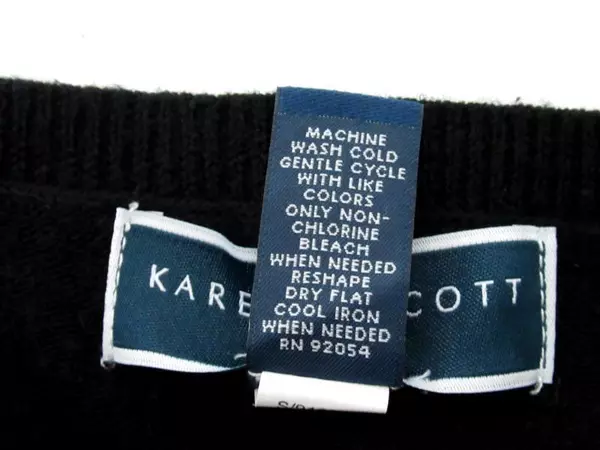 MACHINE
WASH COLD
GENTLE CYCLE
WITH LIKE
COLORS
ONLY NON-
CHLORINE
BLEACH
WHEN NEEDED
RESHAPE
DRY FLAT
COOL IRON
WHEN NEEDED
RN 92054
KARE COTT